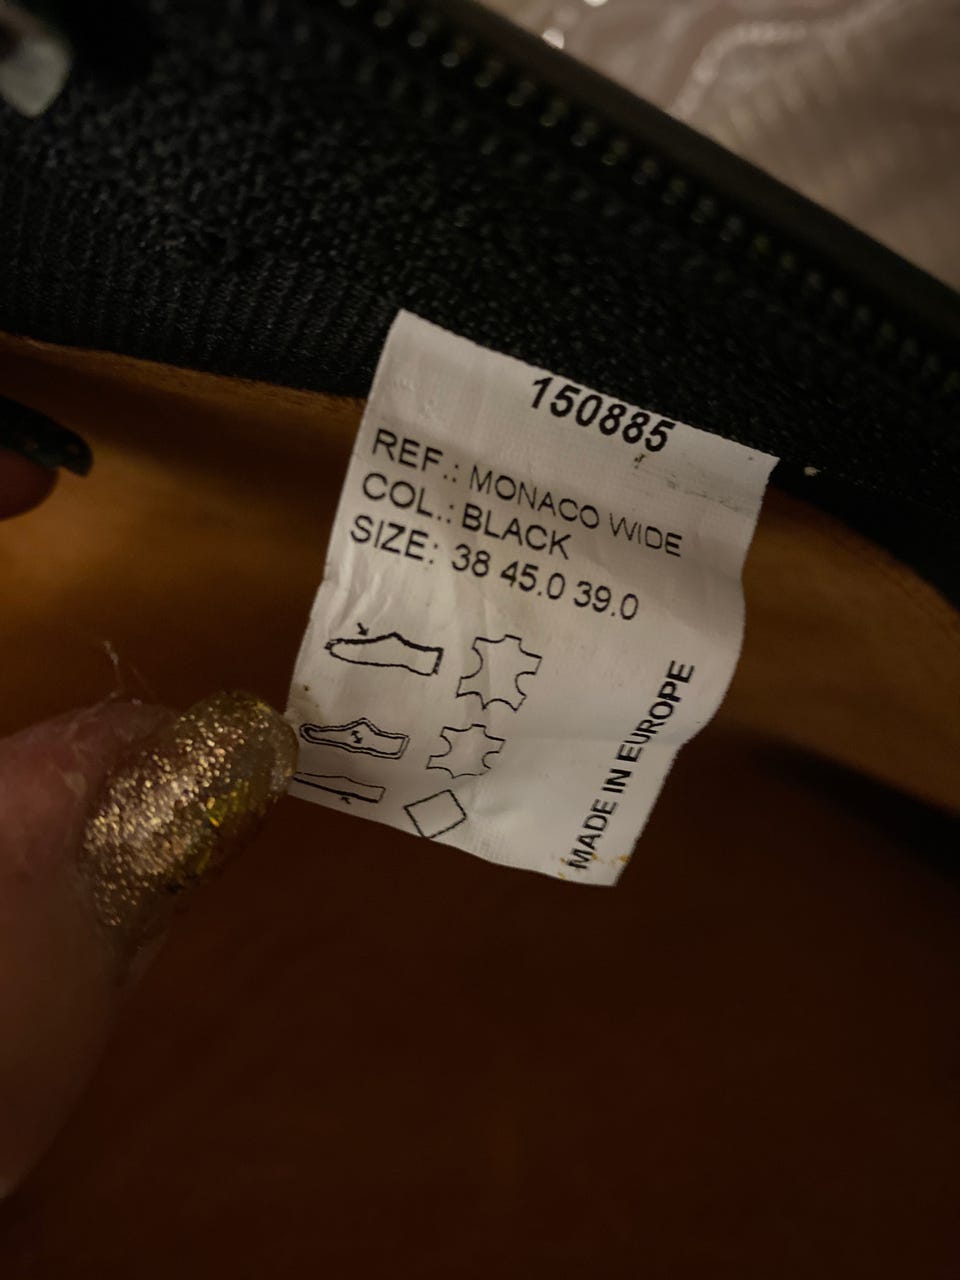 150885
REF.: MONACO WIDE
COL.: BLACK
SIZE: 38 45.0 39.0
MADE IN EUROPE